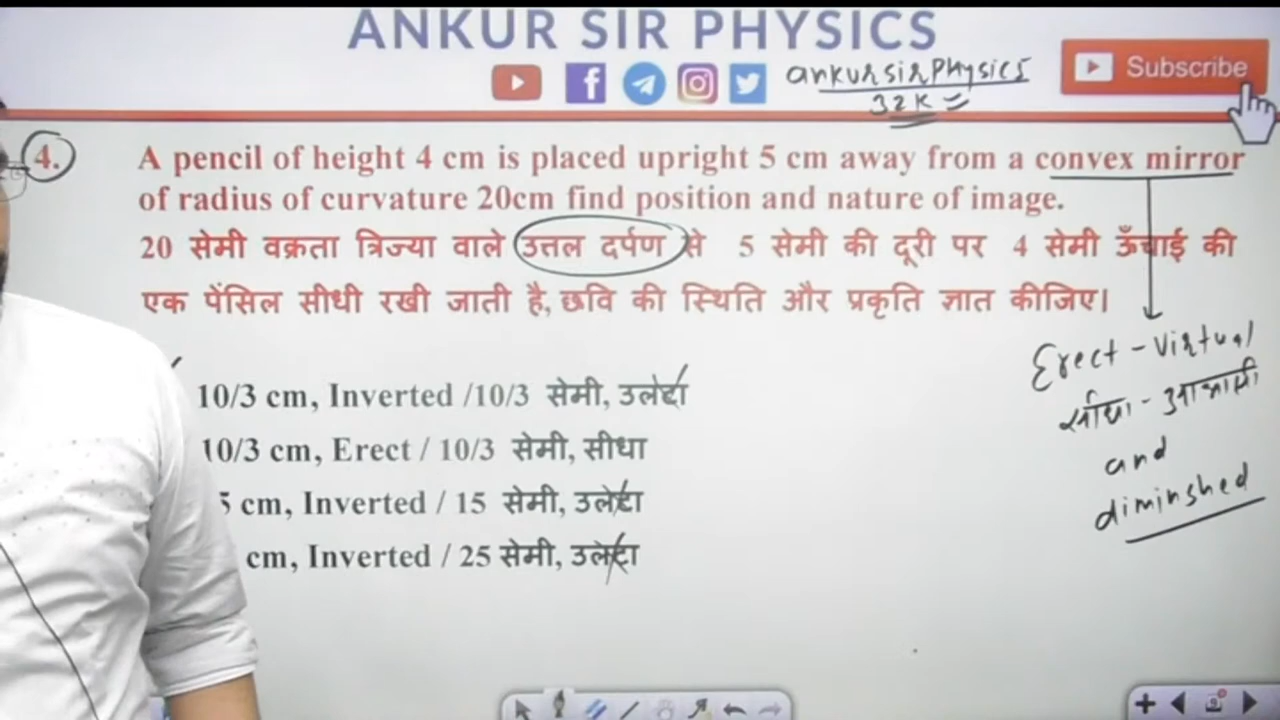 ANKUR SIR PHYSICS
ankursirPhysics
32K
Subscribe
4. A pencil of height 4 cm is placed upright 5 cm away from a convex mirror
of radius of curvature 20cm find position and nature of image.
20 सेमी वक्रता त्रिज्या वाले उत्तल दर्पण से 5 सेमी की दूरी पर 4 सेमी ऊँचाई की
एक पेंसिल सीधी रखी जाती है, छवि की स्थिति और प्रकृति ज्ञात कीजिए।
10/3 cm, Inverted /10/3 सेमी, उलटा
10/3 cm, Erect / 10/3 सेमी, सीधा
5 cm, Inverted / 15 सेमी, उलटा
cm, Inverted / 25 सेमी, उलटा
Erect - Virtual
सीधा - आभासी
and
diminshed